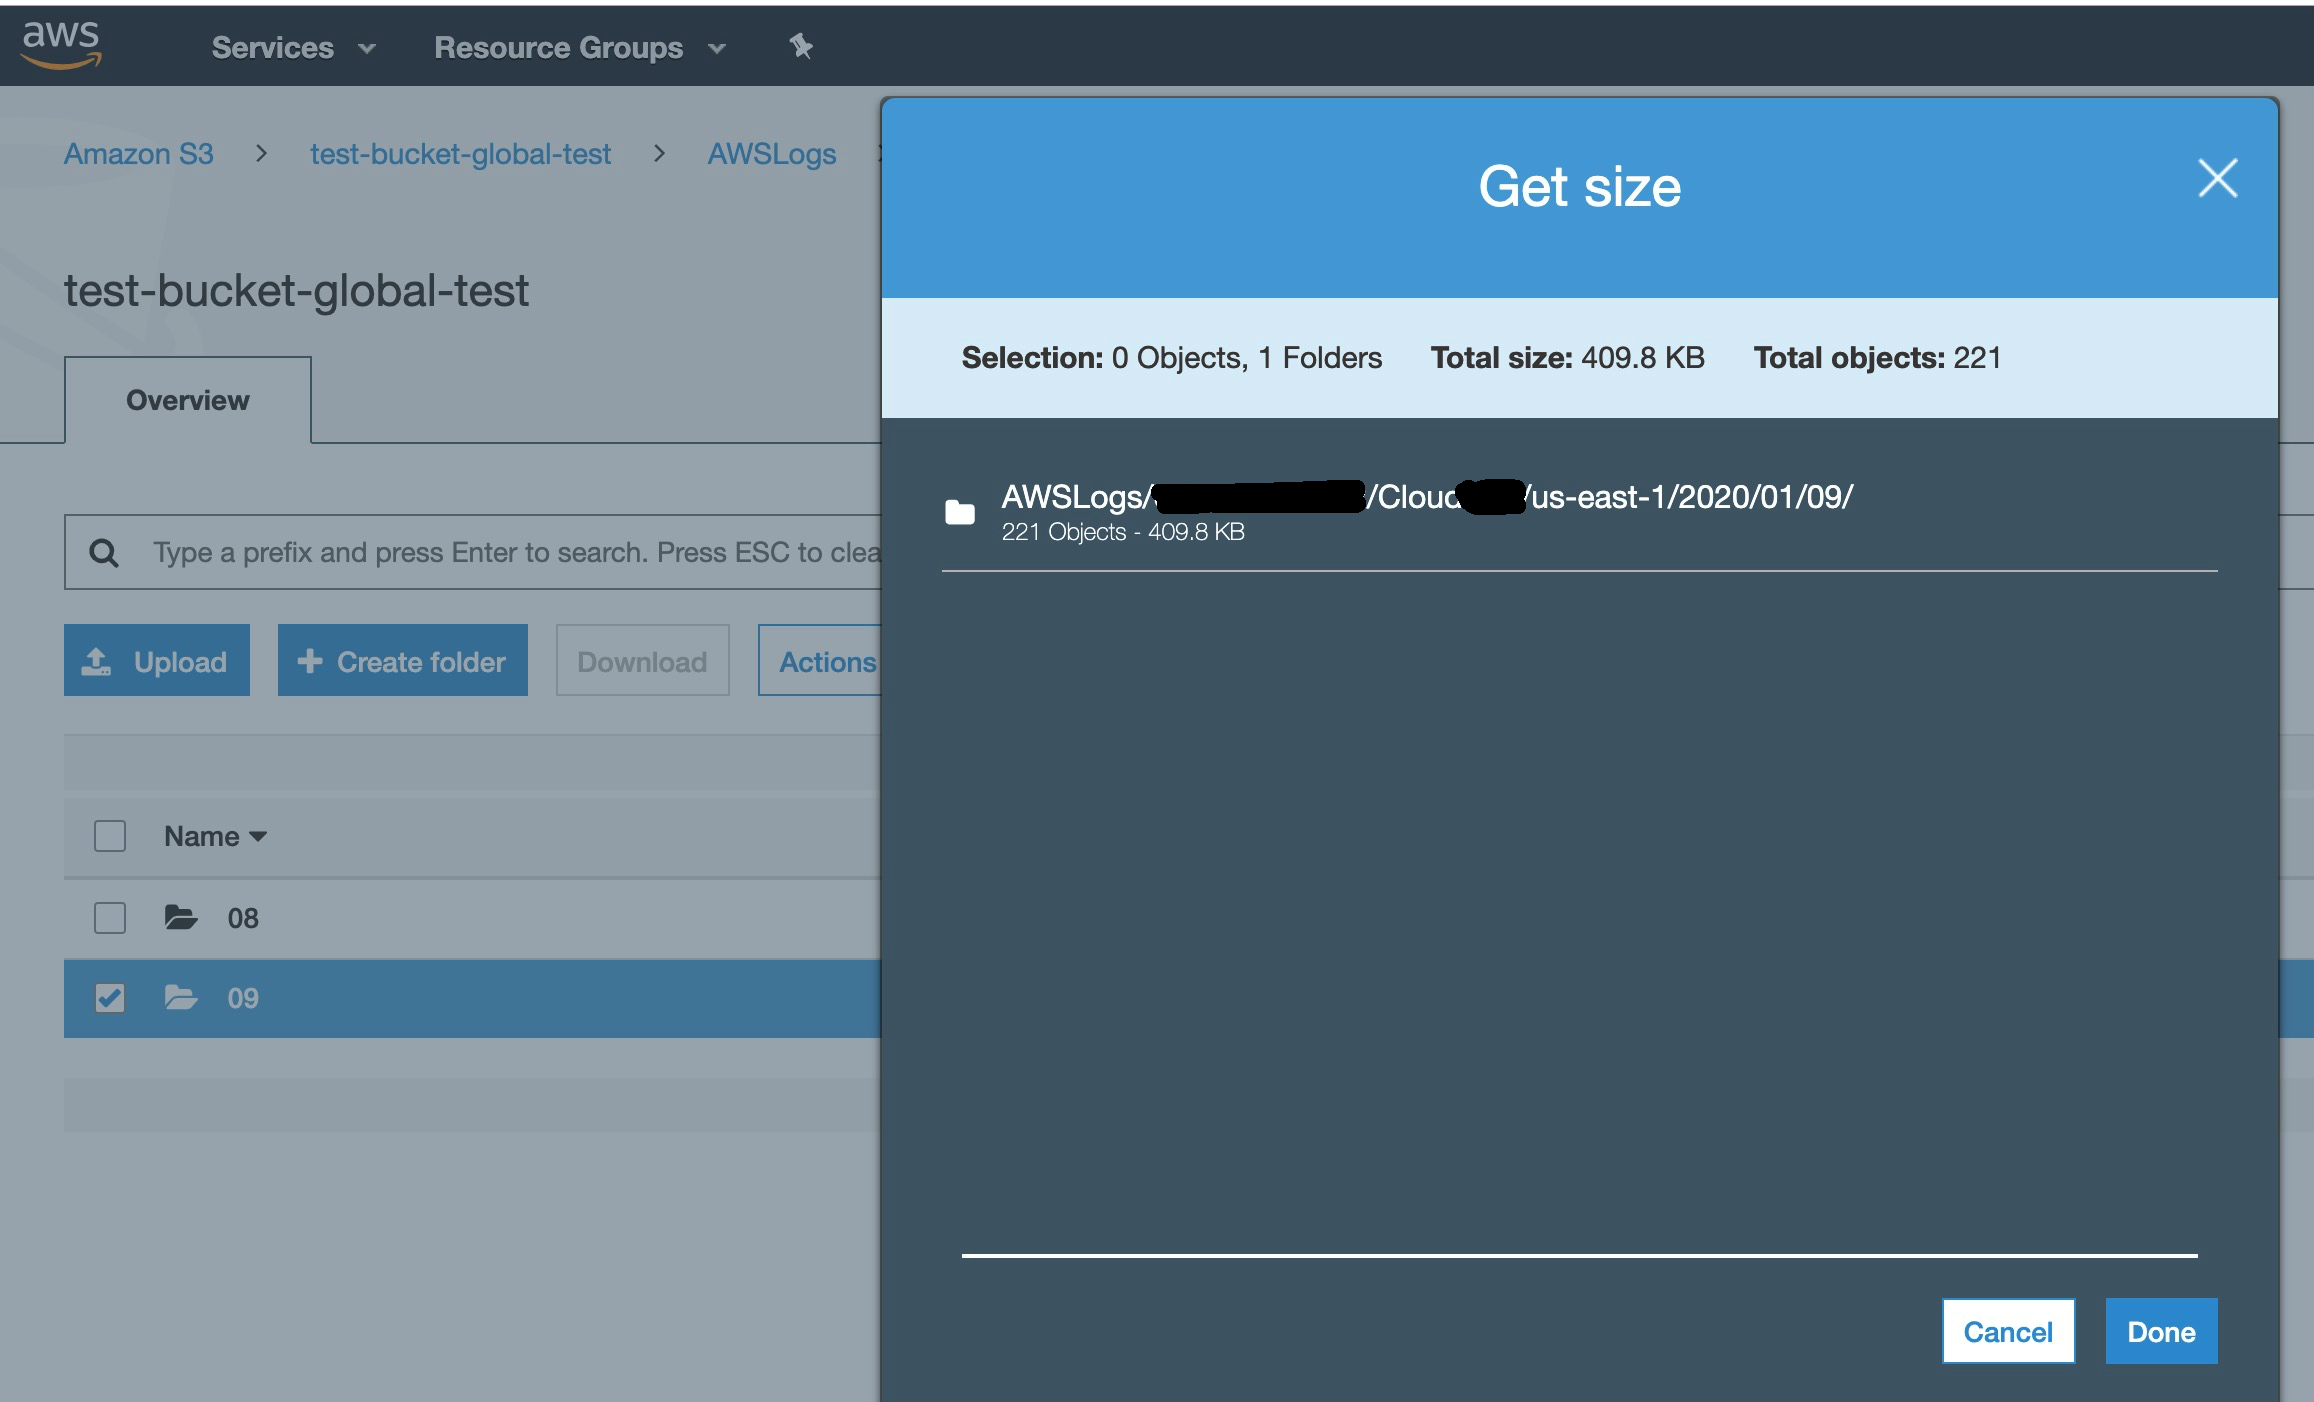 aws Services Resource Groups
Amazon S3 > test-bucket-global-test > AWSLogs
Get size
test-bucket-global-test
Selection: 0 Objects, 1 Folders Total size: 409.8 KB Total objects: 221
Overview
AWSLogs/ /Cloud /us-east-1/2020/01/09/
221 Objects - 409.8 KB
Type a prefix and press Enter to search. Press ESC to clea
Upload Create folder Download Actions
Name
08
09
Cancel Done